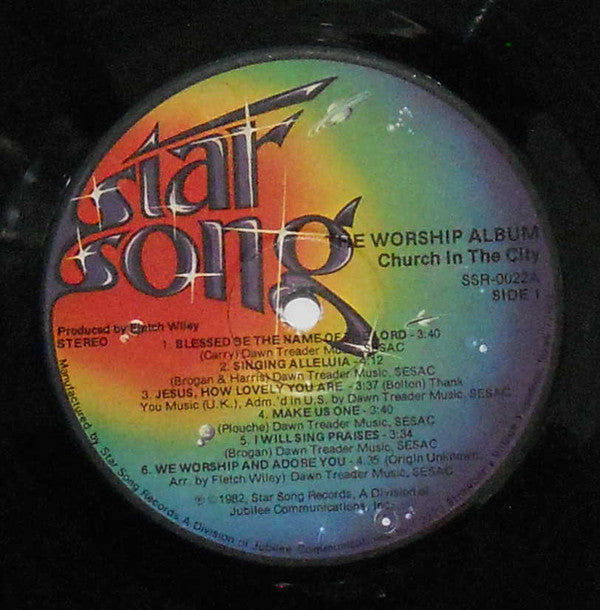 star
song
THE WORSHIP ALBUM
Church In The City
SSR-0022A
SIDE 1
Produced by Fletch Wiley
STEREO
1. BLESSED BE THE NAME OF THE LORD - 3:40
(Carry) Dawn Treader Music, SESAC
2. SINGING ALLELUIA - 4:12
(Brogan & Harris) Dawn Treader Music, SESAC
3. JESUS, HOW LOVELY YOU ARE - 3:37 (Bolton) Thank
You Music (U.K.), Adm.'d in U.S. by Dawn Treader Music, SESAC.
4. MAKE US ONE - 3:40
(Plouche) Dawn Treader Music, SESAC
5. I WILL SING PRAISES - 3:34
(Brogan) Dawn Treader Music, SESAC
6. WE WORSHIP AND ADORE YOU - 4:35 (Origin Unknown,
Arr. by Fletch Wiley) Dawn Treader Music, SESAC
℗ © 1982, Star Song Records, A Division of
Jubilee Communications, Inc.
Manufactured by Star Song Records A Division of Jubilee Communications